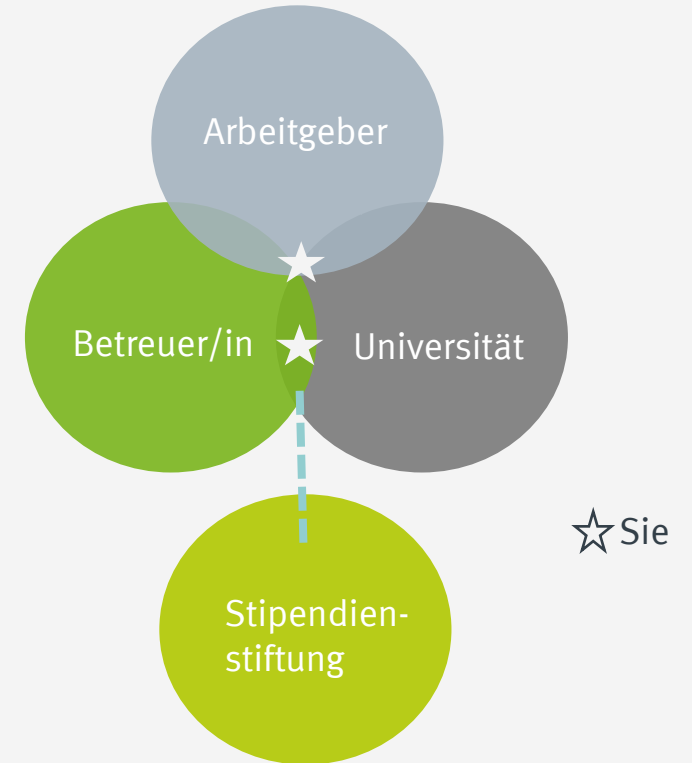 Arbeitgeber
Betreuer/in
Universität
Sie
Stipendien-
stiftung